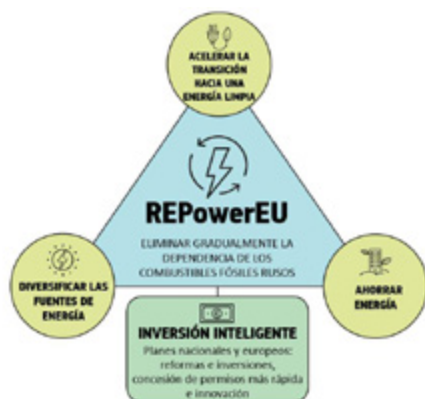 ACELERAR LA
TRANSICIÓN
HACIA UNA
ENERGÍA LIMPIA
REPowerEU
ELIMINAR GRADUALMENTE LA
DEPENDENCIA DE LOS
COMBUSTIBLES FÓSILES RUSOS
DIVERSIFICAR LAS
FUENTES DE
ENERGÍA
AHORRAR
ENERGÍA
INVERSIÓN INTELIGENTE
Planes nacionales y europeos:
reformas e inversiones,
concesión de permisos más rápida
e innovación